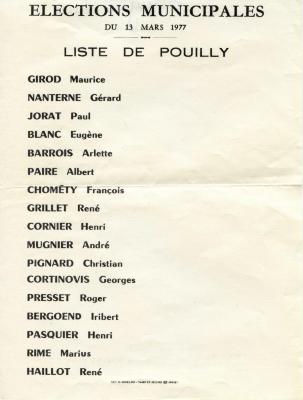 ELECTIONS MUNICIPALES
DU 13 MARS 1977
LISTE DE POUILLY
GIROD Maurice
NANTERNE Gérard
JORAT Paul
BLANC Eugène
BARROIS Arlette
PAIRE Albert
CHOMÉTY François
GRILLET René
CORNIER Henri
MUGNIER André
PIGNARD Christian
CORTINOVIS Georges
PRESSET Roger
BERGOEND Iribert
PASQUIER Henri
RIME Marius
HAILLOT René